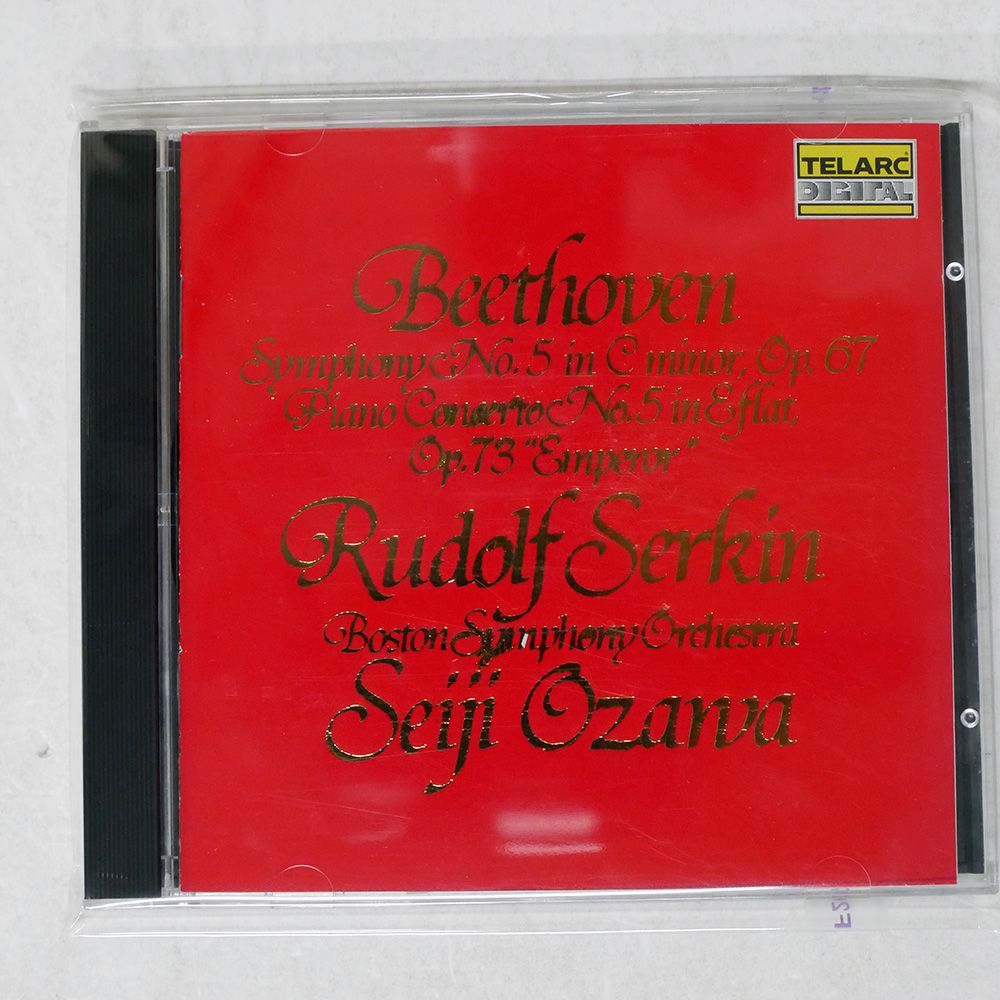 TELARC
DIGITAL
Beethoven
Symphony No. 5 in C minor, Op. 67
Piano Concerto No. 5 in E flat,
Op. 73 "Emperor"
Rudolf Serkin
Boston Symphony Orchestra
Seiji Ozawa